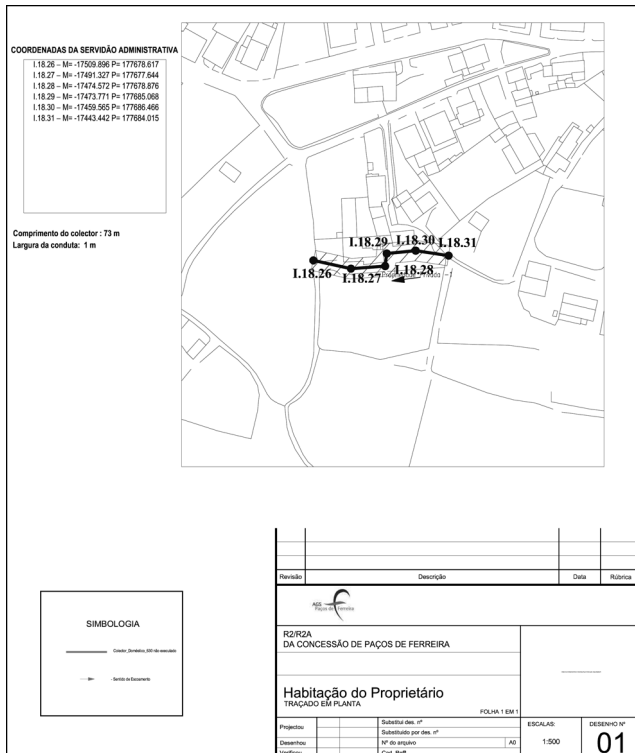 COORDENADAS DA SERVIDÃO ADMINISTRATIVA
I.18.26 – M= -17509.896 P= 177678.617
I.18.27 – M= -17491.327 P= 177677.644
I.18.28 – M= -17474.572 P= 177678.876
I.18.29 – M= -17473.771 P= 177685.068
I.18.30 – M= -17459.565 P= 177686.466
I.18.31 – M= -17443.442 P= 177684.015
Comprimento do colector : 73 m
Largura da conduta: 1 m
I.18.29 I.18.30 I.18.31
I.18.26 I.18.27 I.18.28
SIMBOLOGIA
Colector_Doméstico_630 não executado
- Sentido de Escoamento
Revisão Descrição Data Rúbrica
AGS
Paços de Ferreira
R2/R2A
DA CONCESSÃO DE PAÇOS DE FERREIRA
Habitação do Proprietário
TRAÇADO EM PLANTA
FOLHA 1 EM 1
Projectou Substitui des. nº ESCALAS: DESENHO Nº
Substituido por des. nº
Desenhou Nº do arquivo A0 1:500 01
Verificou